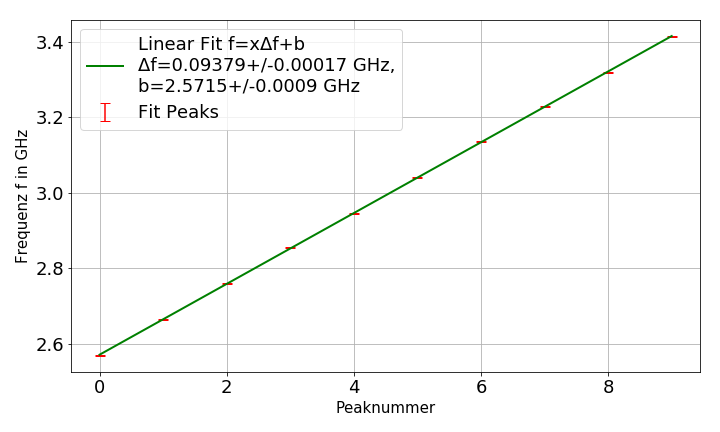 Linear Fit f=xΔf+b
Δf=0.09379+/-0.00017 GHz,
b=2.5715+/-0.0009 GHz
Fit Peaks
3.4
3.2
3.0
2.8
2.6
Frequenz f in GHz
0 2 4 6 8
Peaknummer